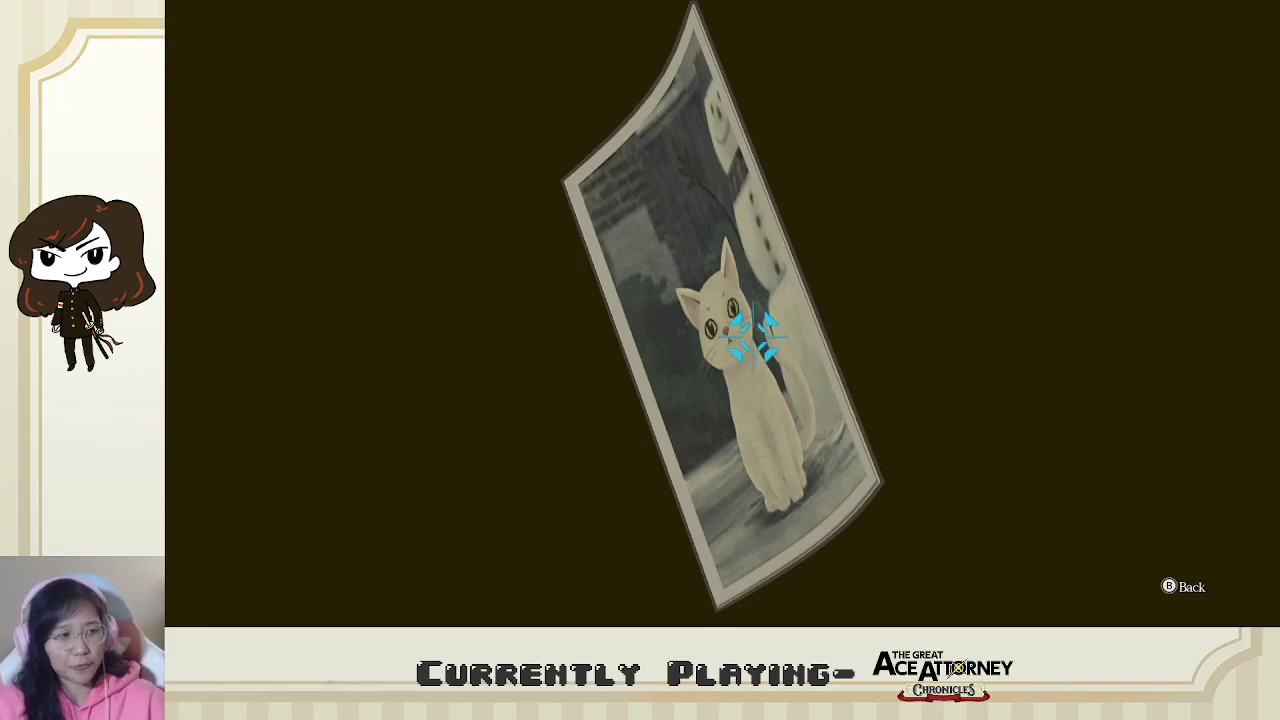 B Back
CURRENTLY PLAYING-
THE GREAT
ACE ATTORNEY
CHRONICLES